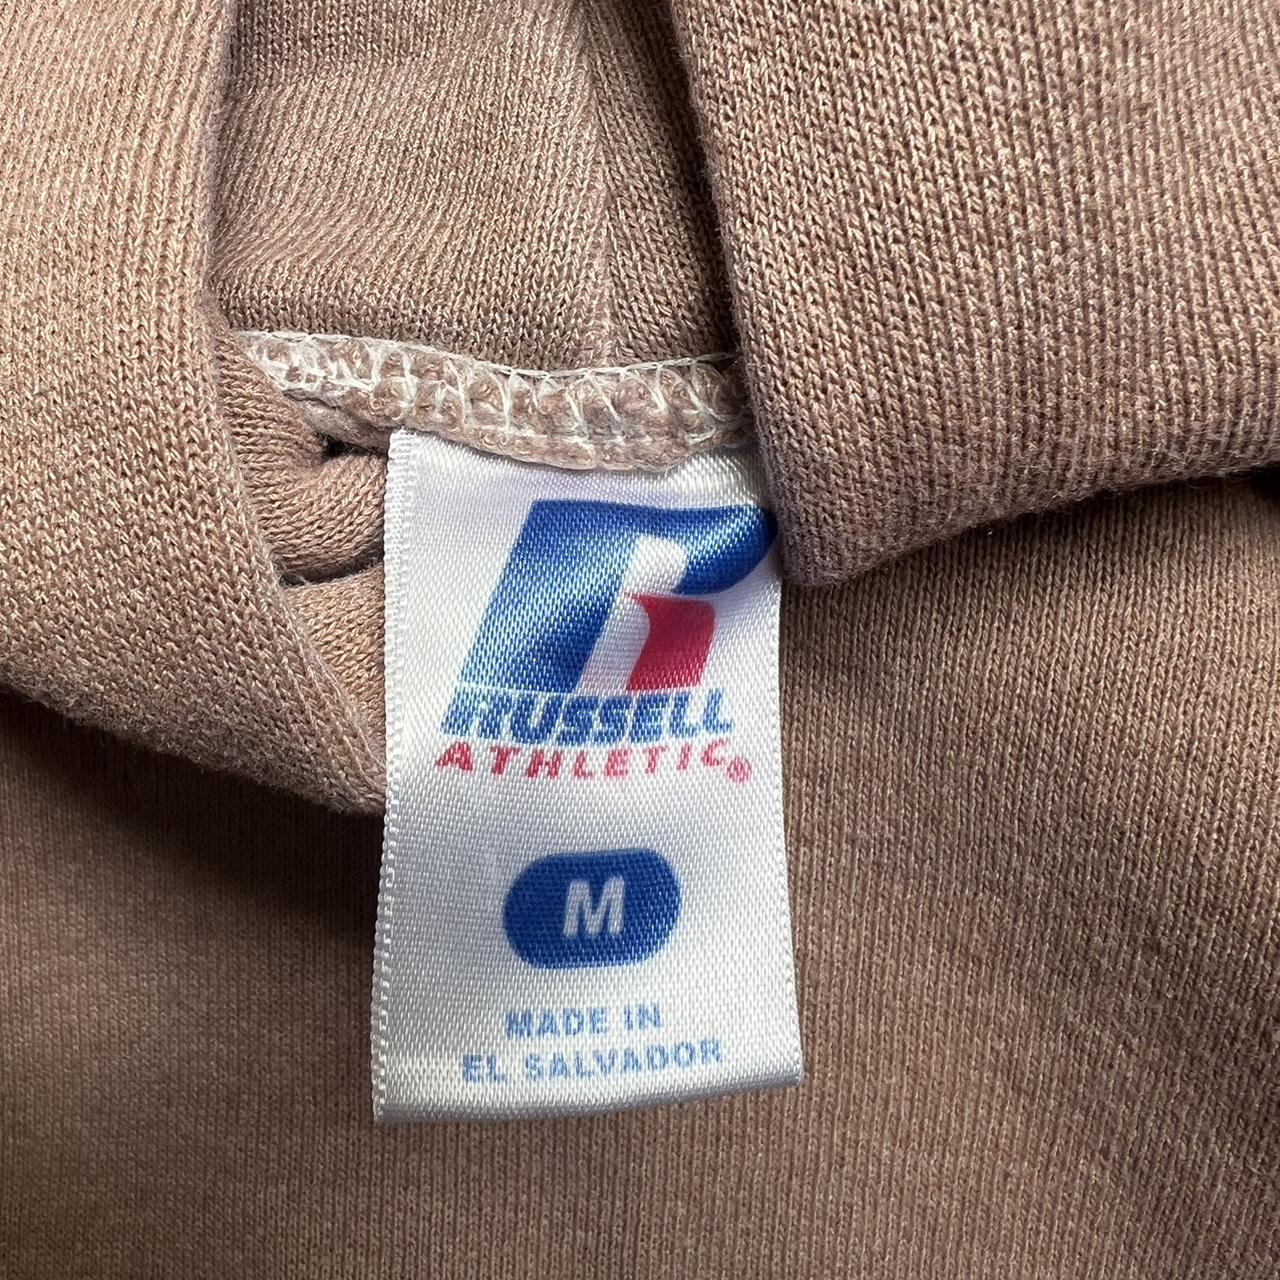 RUSSELL
ATHLETIC®
M
MADE IN
EL SALVADOR